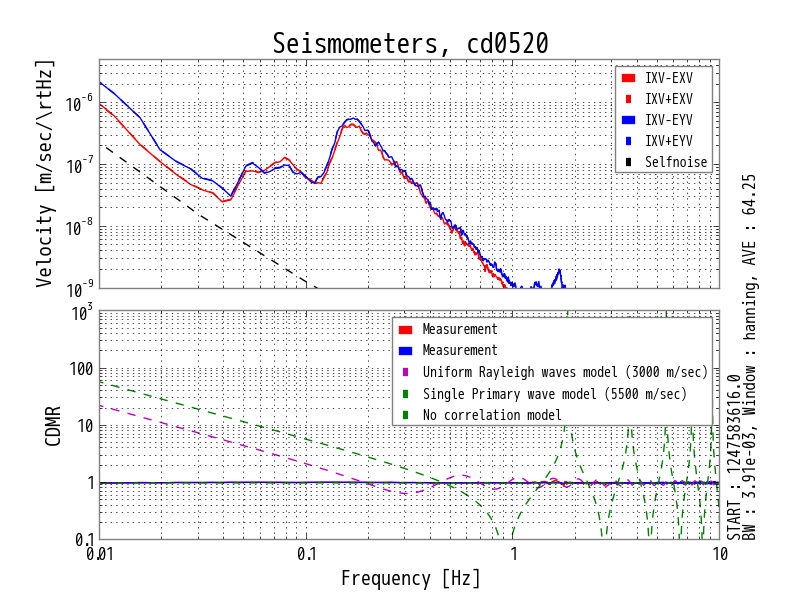 Seismometers, cd0520
Velocity [m/sec/\rtHz]
10^-6
10^-7
10^-8
10^-9
IXV-EXV
IXV+EXV
IXV-EYV
IXV+EYV
Selfnoise
CDMR
10^3
100
10
1
0.1
Measurement
Measurement
Uniform Rayleigh waves model (3000 m/sec)
Single Primary wave model (5500 m/sec)
No correlation model
0.01
0.1
1
10
Frequency [Hz]
START : 1247583616.0
BW : 3.91e-03, Window : hanning, AVE : 64.25